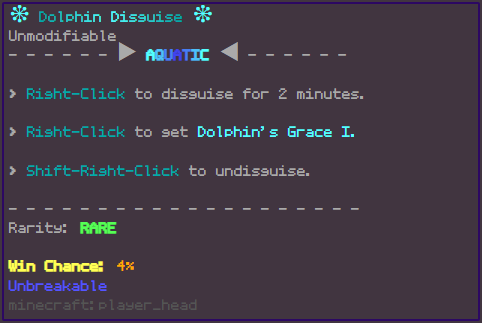 ❇ Dolphin Disguise ❇
Unmodifiable
- - - - - - ▶ AQUATIC ◀ - - - - - -
> Right-Click to disguise for 2 minutes.
> Right-Click to set Dolphin's Grace I.
> Shift-Right-Click to undisguise.
- - - - - - - - - - - - - - - - - - - -
Rarity: RARE
Win Chance: 4%
Unbreakable
minecraft:player_head